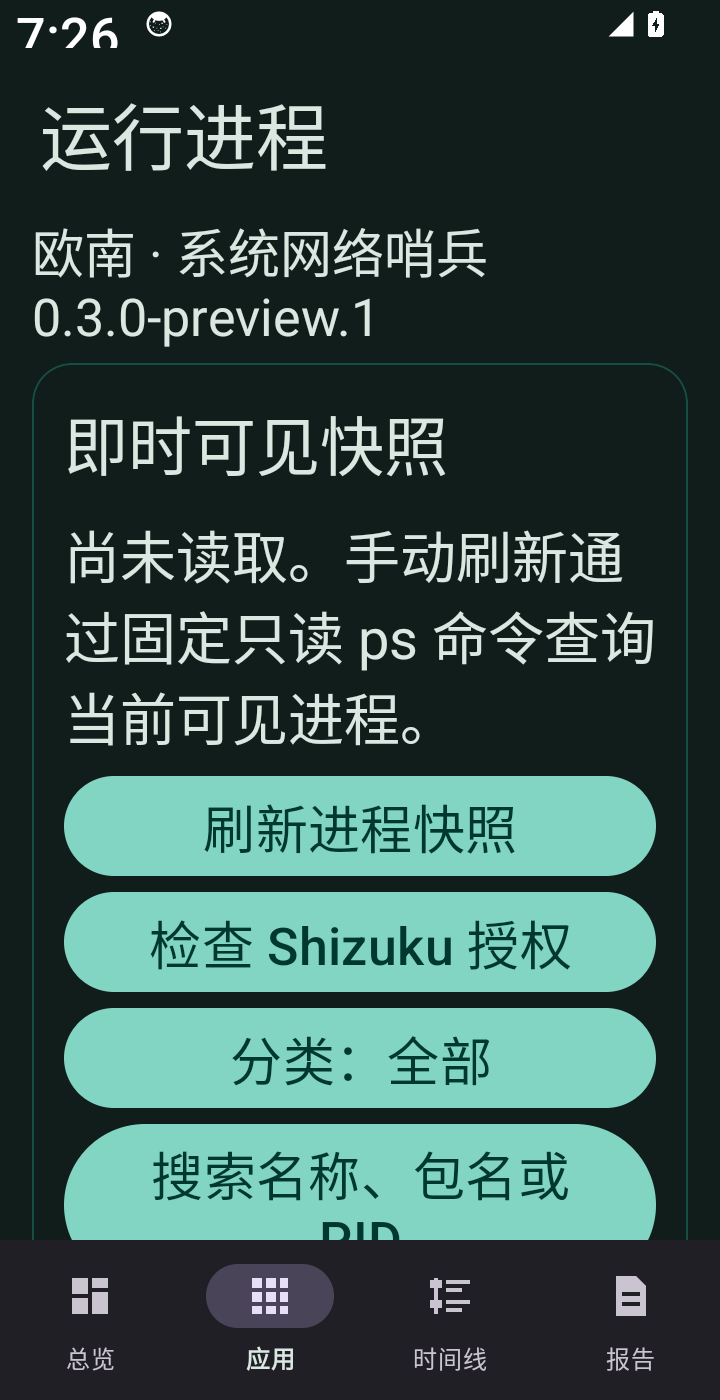 7:26
运行进程
欧南 · 系统网络哨兵
0.3.0-preview.1
即时可见快照
尚未读取。手动刷新通
过固定只读 ps 命令查询
当前可见进程。
刷新进程快照
检查 Shizuku 授权
分类：全部
搜索名称、包名或
PID
总览
应用
时间线
报告